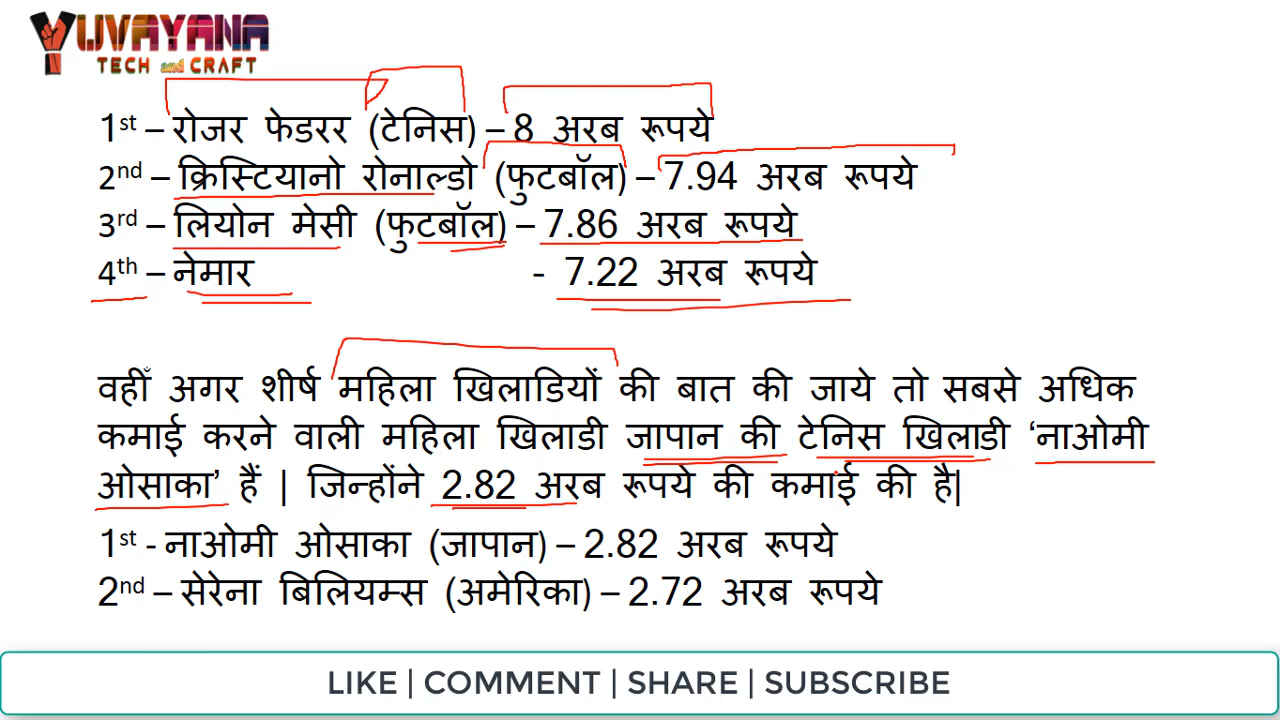 YUVAYANA
TECH and CRAFT
1st – रोजर फेडरर (टेनिस) – 8 अरब रूपये
2nd – क्रिस्टियानो रोनाल्डो (फुटबॉल) – 7.94 अरब रूपये
3rd – लियोन मेसी (फुटबॉल) – 7.86 अरब रूपये
4th – नेमार - 7.22 अरब रूपये
वहीँ अगर शीर्ष महिला खिलाडियों की बात की जाये तो सबसे अधिक
कमाई करने वाली महिला खिलाडी जापान की टेनिस खिलाडी ‘नाओमी
ओसाका’ हैं | जिन्होंने 2.82 अरब रूपये की कमाई की है|
1st - नाओमी ओसाका (जापान) – 2.82 अरब रूपये
2nd – सेरेना बिलियम्स (अमेरिका) – 2.72 अरब रूपये
LIKE | COMMENT | SHARE | SUBSCRIBE